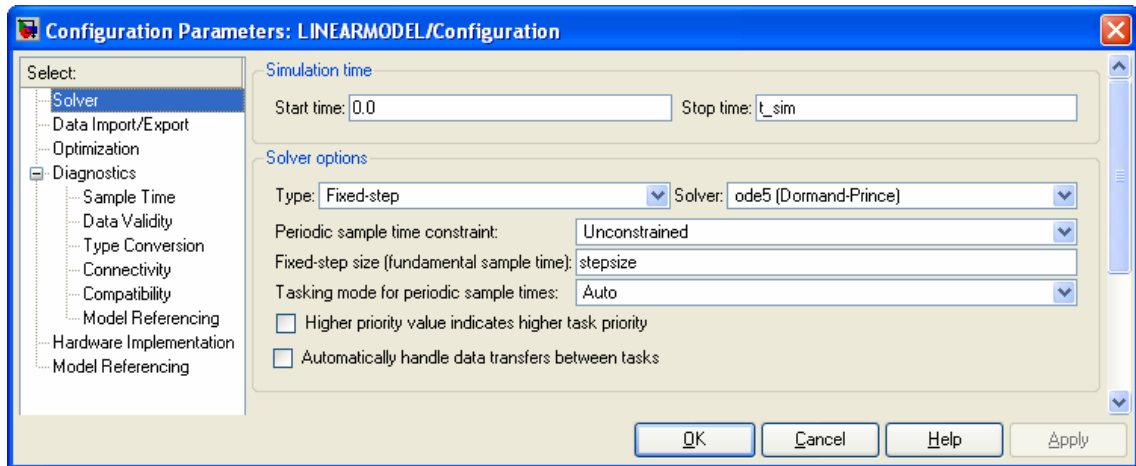 Configuration Parameters: LINEARMODEL/Configuration
Select:
Solver
Data Import/Export
Optimization
Diagnostics
Sample Time
Data Validity
Type Conversion
Connectivity
Compatibility
Model Referencing
Hardware Implementation
Model Referencing
Simulation time
Start time: 0.0 Stop time: t_sim
Solver options
Type: Fixed-step Solver: ode5 (Dormand-Prince)
Periodic sample time constraint: Unconstrained
Fixed-step size (fundamental sample time): stepsize
Tasking mode for periodic sample times: Auto
Higher priority value indicates higher task priority
Automatically handle data transfers between tasks
OK Cancel Help Apply